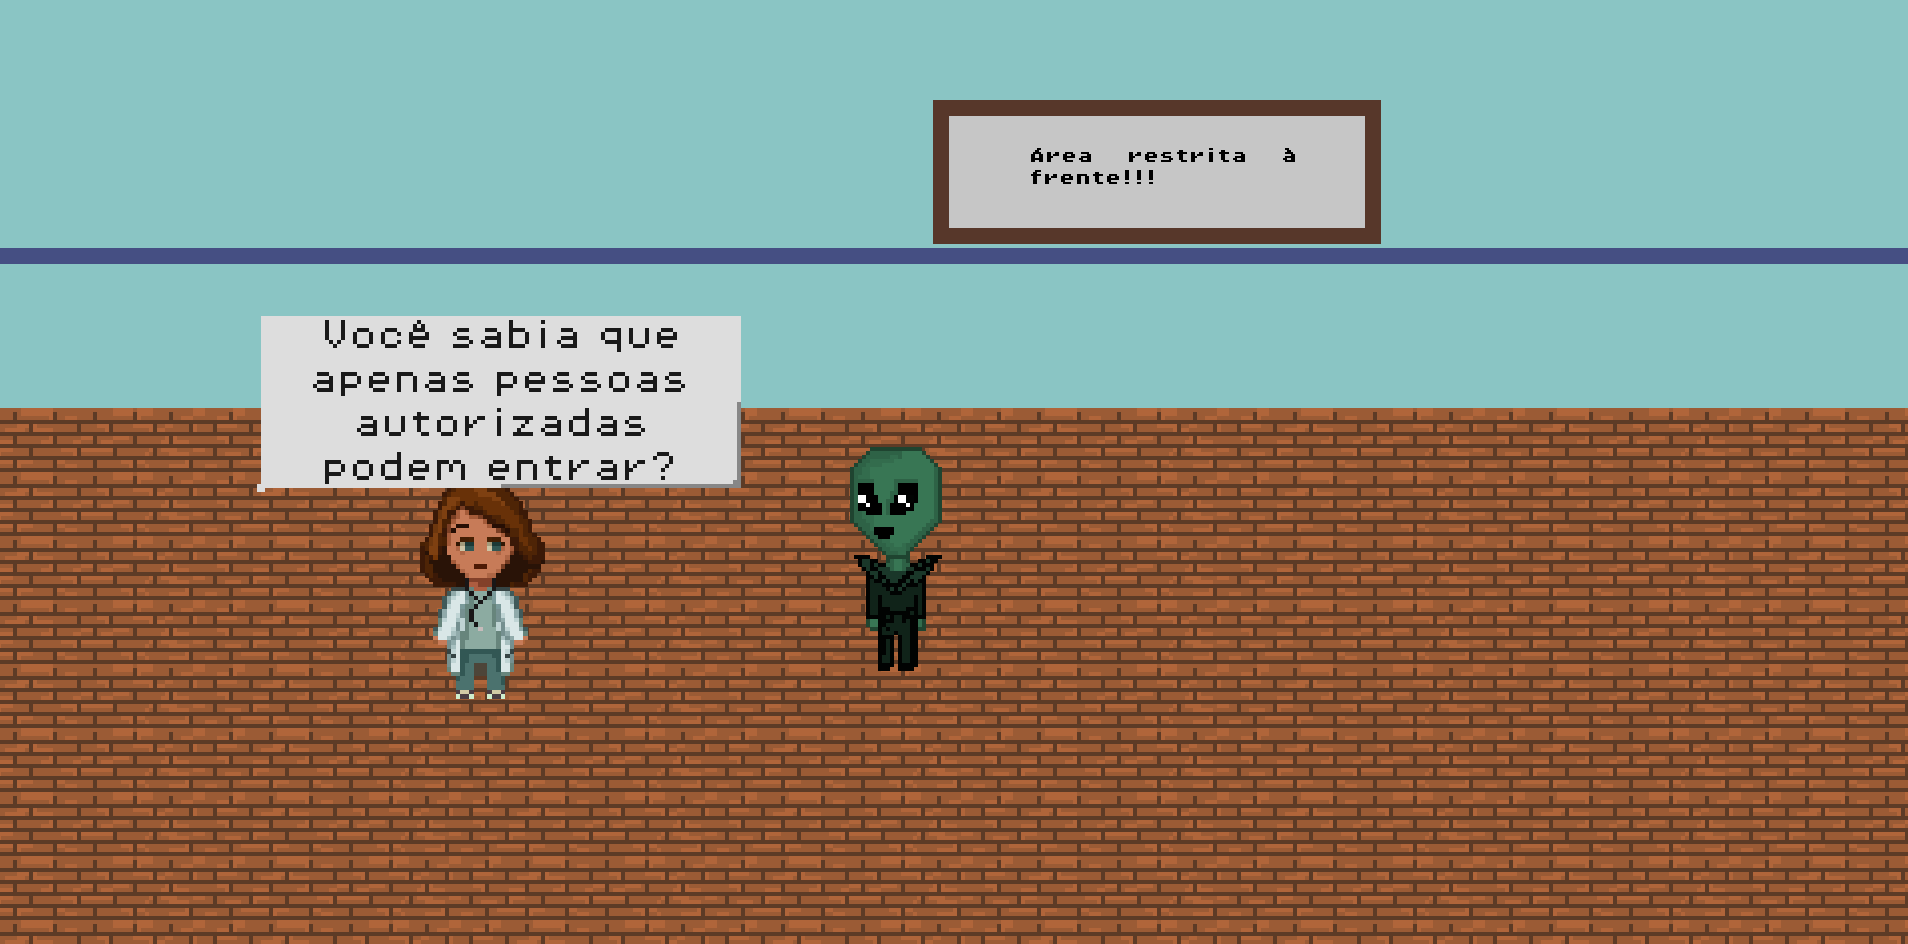 Área restrita à
frente!!!
Você sabia que
apenas pessoas
autorizadas
podem entrar?